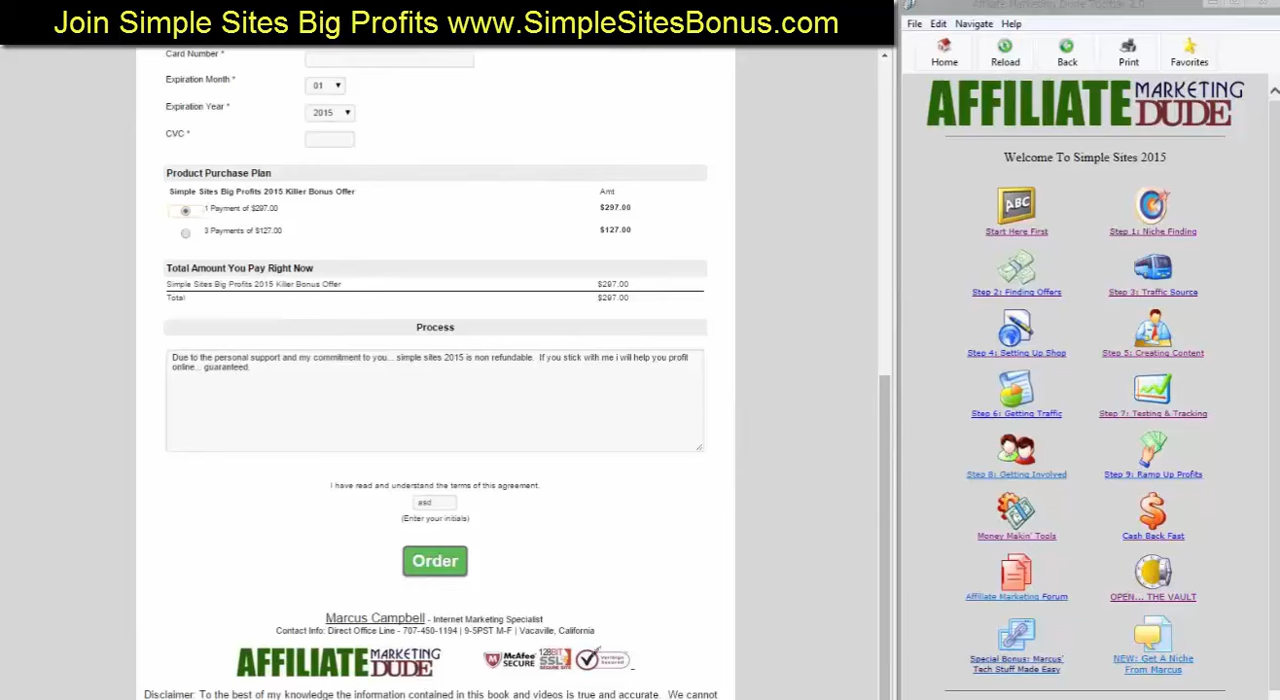 Join Simple Sites Big Profits www.SimpleSitesBonus.com
Card Number *
Expiration Month *
01
Expiration Year *
2015
CVC *
Product Purchase Plan
Simple Sites Big Profits 2015 Killer Bonus Offer Amt
1 Payment of $297.00 $297.00
3 Payments of $127.00 $127.00
Total Amount You Pay Right Now
Simple Sites Big Profits 2015 Killer Bonus Offer $297.00
Total $297.00
Process
Due to the personal support and my commitment to you... simple sites 2015 is non refundable. If you stick with me i will help you profit
online... guaranteed.
I have read and understand the terms of this agreement.
asd
(Enter your initials)
Order
Marcus Campbell - Internet Marketing Specialist
Contact Info: Direct Office Line - 707-450-1194 | 9-5PST M-F | Vacaville, California
AFFILIATE MARKETING DUDE
McAfee SECURE
128BIT SSL
Disclaimer: To the best of my knowledge the information contained in this book and videos is true and accurate. We cannot
Affiliate Marketing Dude Toolbar 2.0
File Edit Navigate Help
Home Reload Back Print Favorites
AFFILIATE MARKETING DUDE
Welcome To Simple Sites 2015
ABC
Start Here First Step 1: Niche Finding
Step 2: Finding Offers Step 3: Traffic Source
Step 4: Setting Up Shop Step 5: Creating Content
Step 6: Getting Traffic Step 7: Testing & Tracking
Step 8: Getting Involved Step 9: Ramp Up Profits
Money Makin' Tools Cash Back Fast
Affiliate Marketing Forum OPEN... THE VAULT
Special Bonus: Marcus' NEW: Get A Niche
Tech Stuff Made Easy From Marcus